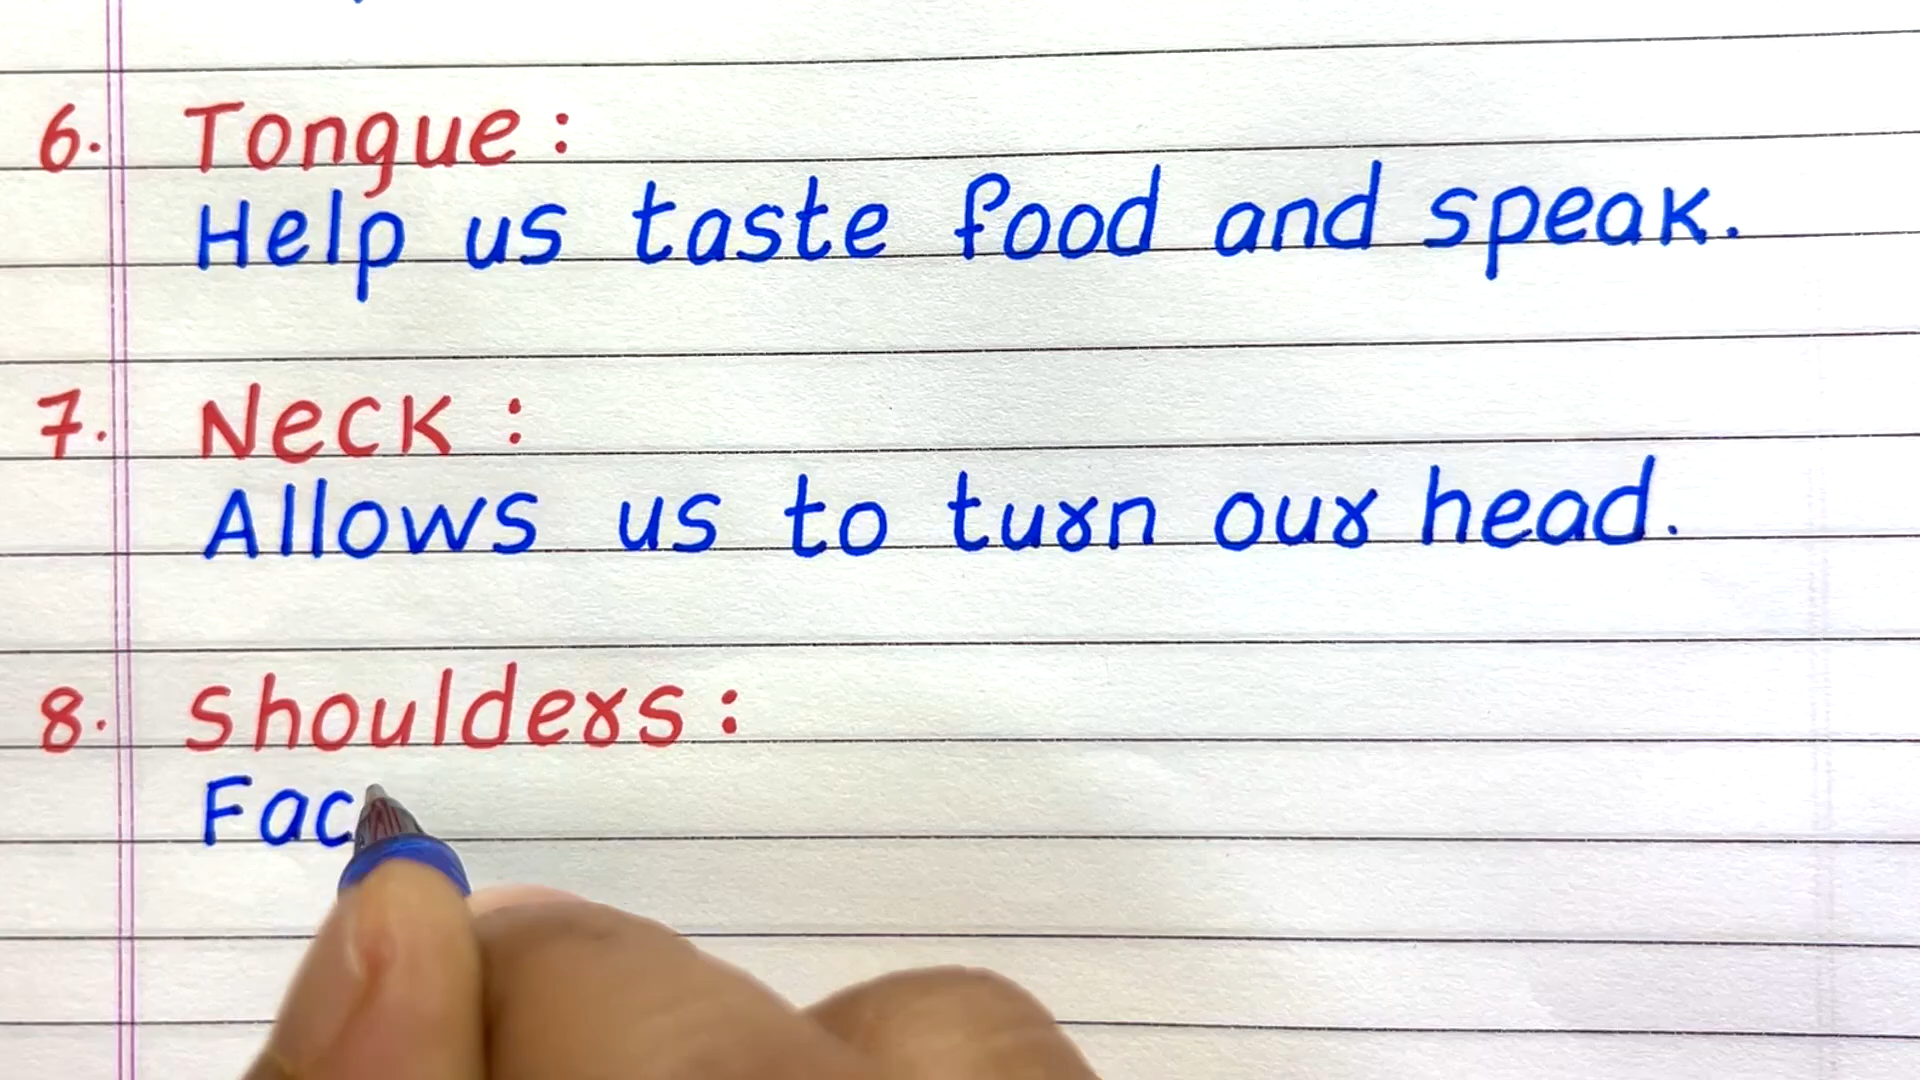 6. Tongue:
Help us taste food and speak.
7. Neck:
Allows us to turn our head.
8. Shoulders:
Fac